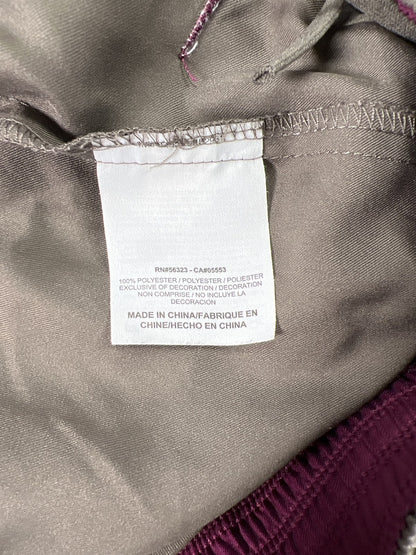 RN#56323 - CA#05553
100% POLYESTER / POLYESTER / POLIESTER
EXCLUSIVE OF DECORATION / DECORATION
NON COMPRISE / NO INCLUYE LA
DECORACIÓN
MADE IN CHINA/FABRIQUE EN
CHINE/HECHO EN CHINA